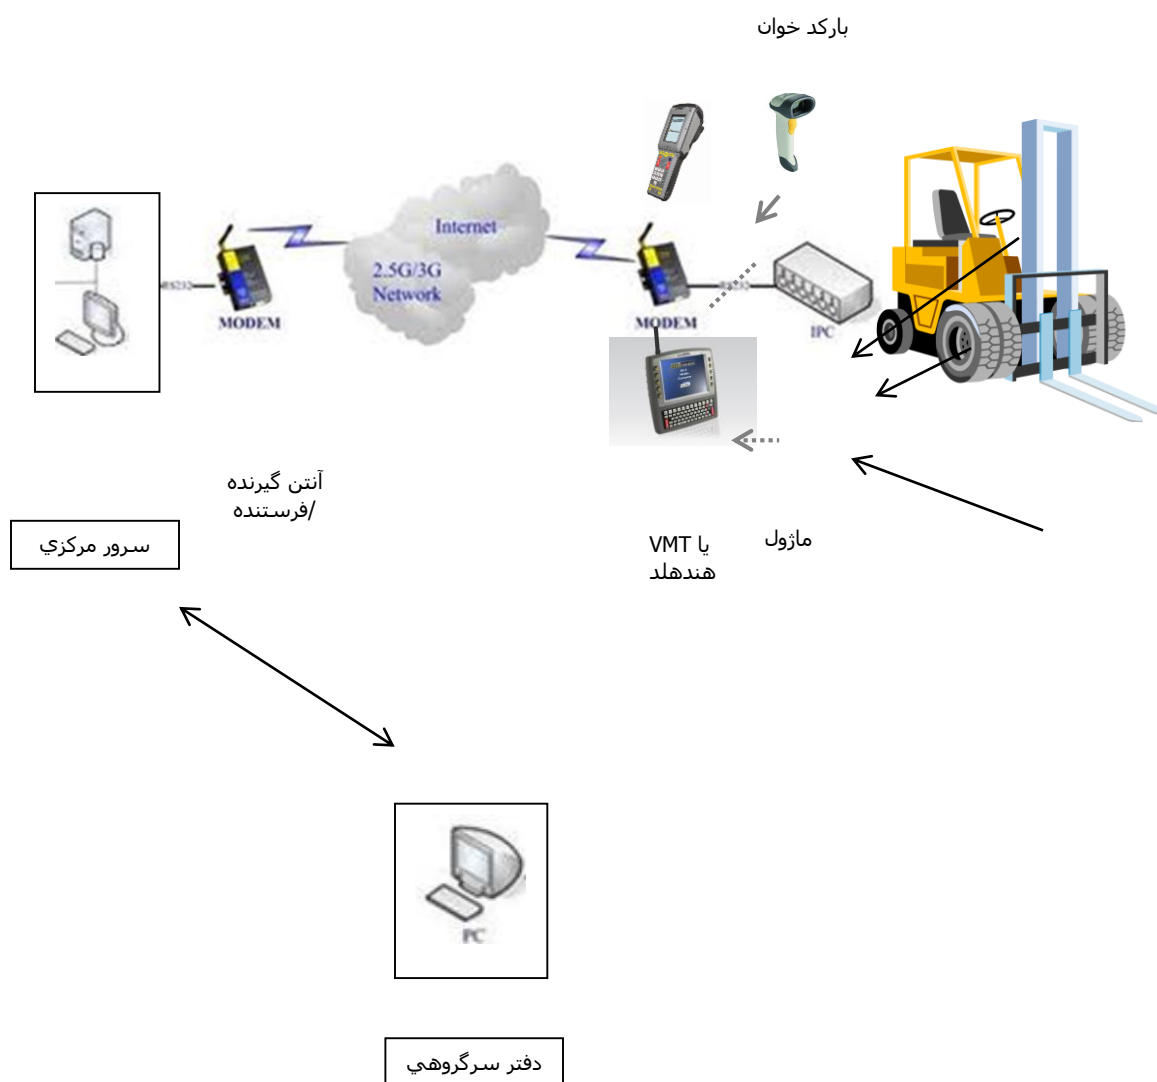 بارکد خوان
Internet
2.5G/3G
Network
RS232
MODEM
MODEM
IPC
آنتن گیرنده
/فرستنده
سرور مرکزي
VMT یا
هندهلد
ماژول
PC
دفتر سرگروهي